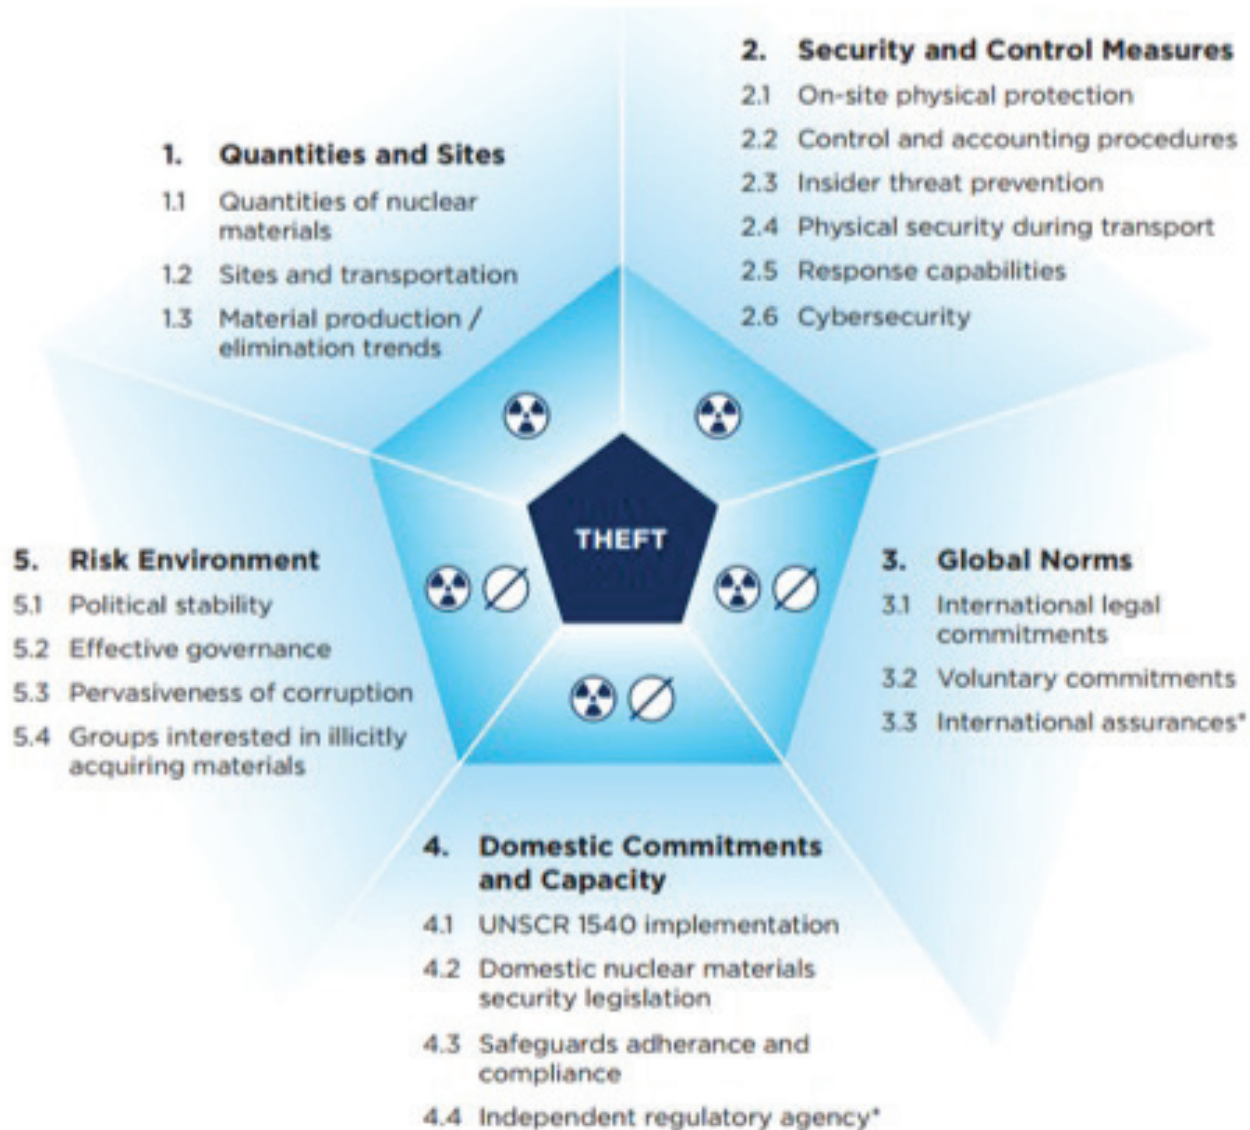 1. Quantities and Sites
1.1 Quantities of nuclear
materials
1.2 Sites and transportation
1.3 Material production /
elimination trends
2. Security and Control Measures
2.1 On-site physical protection
2.2 Control and accounting procedures
2.3 Insider threat prevention
2.4 Physical security during transport
2.5 Response capabilities
2.6 Cybersecurity
THEFT
3. Global Norms
3.1 International legal
commitments
3.2 Voluntary commitments
3.3 International assurances*
4. Domestic Commitments
and Capacity
4.1 UNSCR 1540 implementation
4.2 Domestic nuclear materials
security legislation
4.3 Safeguards adherance and
compliance
4.4 Independent regulatory agency*
5. Risk Environment
5.1 Political stability
5.2 Effective governance
5.3 Pervasiveness of corruption
5.4 Groups interested in illicitly
acquiring materials